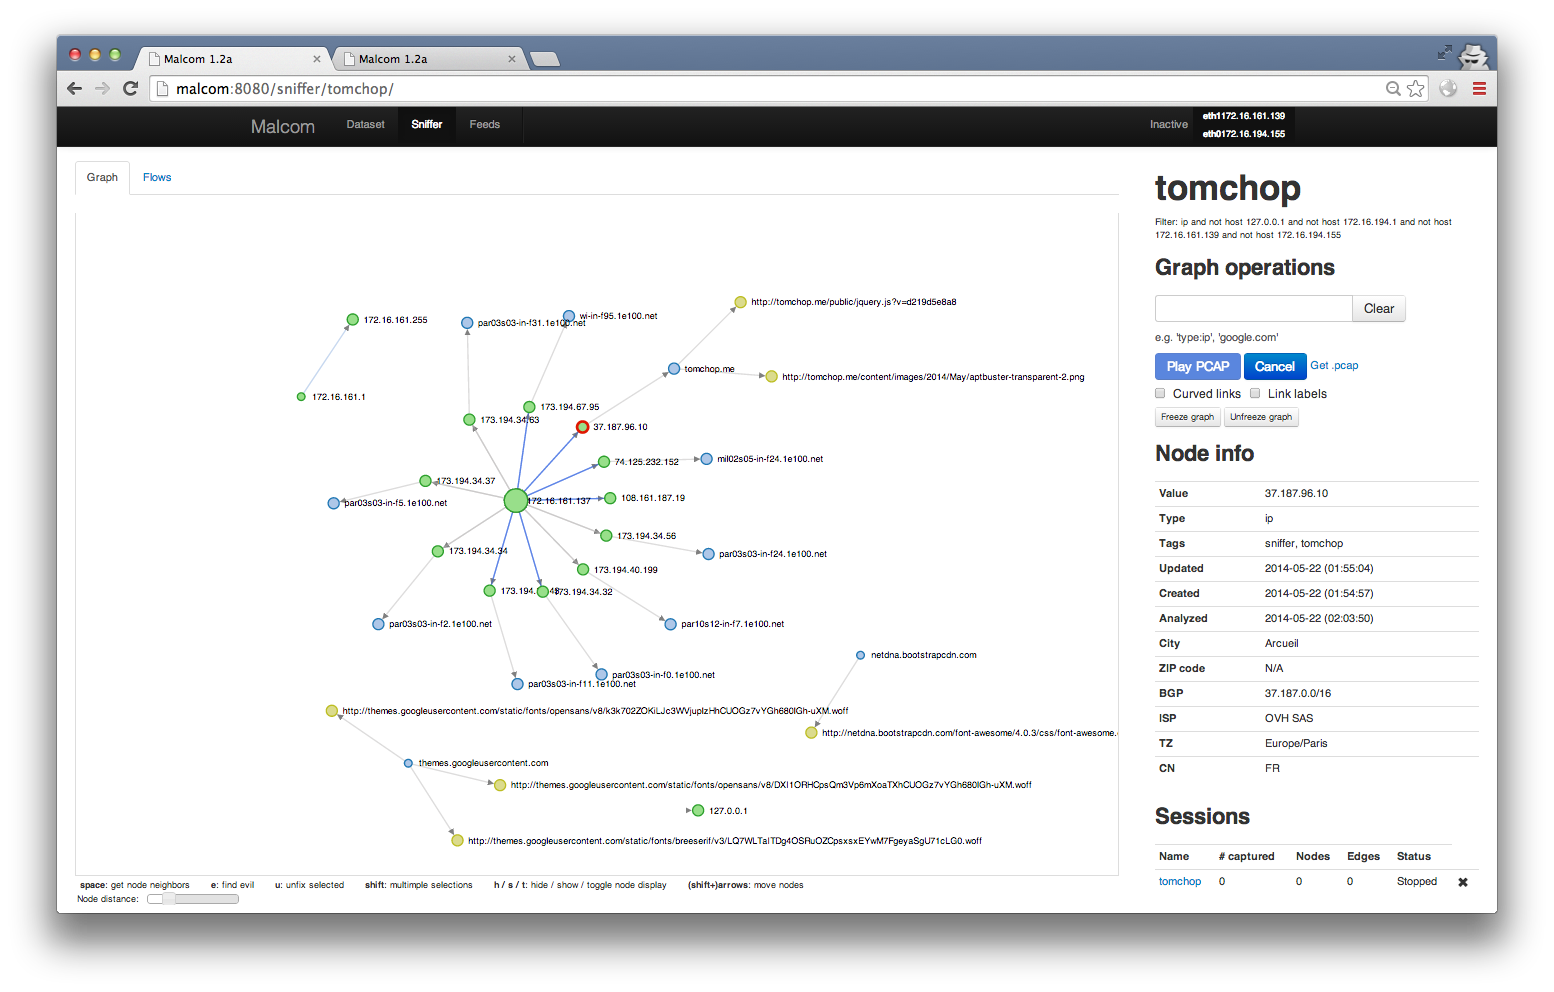 Malcom 1.2a
Malcom 1.2a
malcom:8080/sniffer/tomchop/
Malcom Dataset Sniffer Feeds
Inactive
eth1172.16.161.139
eth0172.16.194.155
Graph Flows
172.16.161.255
172.16.161.1
par03s03-in-f31.1e100.net
wi-in-f95.1e100.net
http://tomchop.me/public/jquery.js?v=d219d5e8a8
tomchop.me
http://tomchop.me/content/images/2014/May/aptbuster-transparent-2.png
173.194.67.95
173.194.34.63
37.187.96.10
74.125.232.152
mil02s05-in-f24.1e100.net
173.194.34.37
par03s03-in-f5.1e100.net
172.16.161.137
108.161.187.19
173.194.34.56
par03s03-in-f24.1e100.net
173.194.34.34
173.194.40.199
173.194.
173.194.34.32
par03s03-in-f2.1e100.net
par10s12-in-f7.1e100.net
netdna.bootstrapcdn.com
par03s03-in-f0.1e100.net
par03s03-in-f11.1e100.net
http://themes.googleusercontent.com/static/fonts/opensans/v8/k3k702ZOKiLJc3WVjuplzHhCUOGz7vYGh680lGh-uXM.woff
http://netdna.bootstrapcdn.com/font-awesome/4.0.3/css/font-awesome.
themes.googleusercontent.com
http://themes.googleusercontent.com/static/fonts/opensans/v8/DXI1ORHCpsQm3Vp6mXoaTXhCUOGz7vYGh680lGh-uXM.woff
127.0.0.1
http://themes.googleusercontent.com/static/fonts/breeserif/v3/LQ7WLTaITDg4OSRuOZCpsxsxEYwM7FgeyaSgU71cLG0.woff
space: get node neighbors e: find evil u: unfix selected shift: multimple selections h / s / t: hide / show / toggle node display (shift+)arrows: move nodes
Node distance:
tomchop
Filter: ip and not host 127.0.0.1 and not host 172.16.194.1 and not host
172.16.161.139 and not host 172.16.194.155
Graph operations
Clear
e.g. 'type:ip', 'google.com'
Play PCAP Cancel Get .pcap
Curved links Link labels
Freeze graph Unfreeze graph
Node info
Value 37.187.96.10
Type ip
Tags sniffer, tomchop
Updated 2014-05-22 (01:55:04)
Created 2014-05-22 (01:54:57)
Analyzed 2014-05-22 (02:03:50)
City Arcueil
ZIP code N/A
BGP 37.187.0.0/16
ISP OVH SAS
TZ Europe/Paris
CN FR
Sessions
Name # captured Nodes Edges Status
tomchop 0 0 0 Stopped